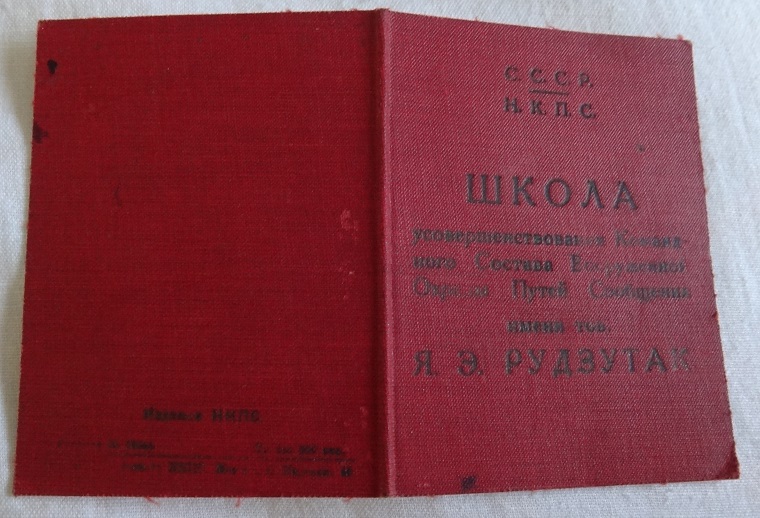 С. С. С. Р.
Н. К. П. С.
ШКОЛА
усовершенствования Команд-
ного Состава Вооруженной
Охраны Путей Сообщения
имени тов.
Я. Э. РУДЗУТАК
Издание НКПС